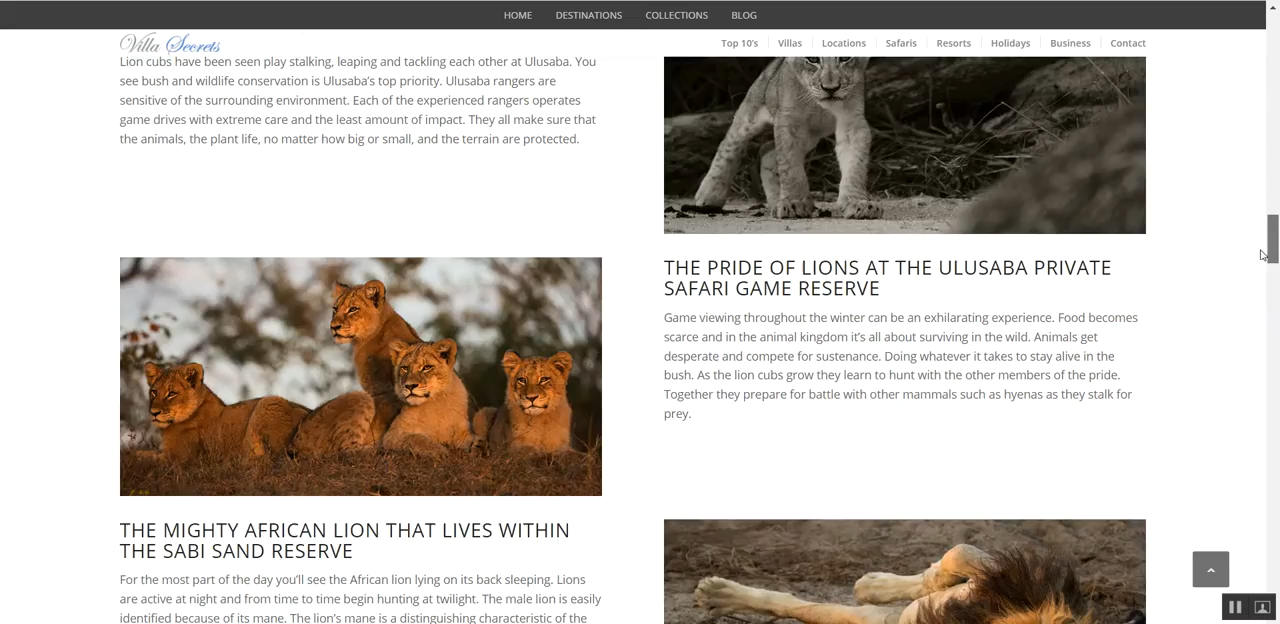 HOME DESTINATIONS COLLECTIONS BLOG
Villa Secrets
Top 10's Villas Locations Safaris Resorts Holidays Business Contact
Lion cubs have been seen play stalking, leaping and tackling each other at Ulusaba. You
see bush and wildlife conservation is Ulusaba's top priority. Ulusaba rangers are
sensitive of the surrounding environment. Each of the experienced rangers operates
game drives with extreme care and the least amount of impact. They all make sure that
the animals, the plant life, no matter how big or small, and the terrain are protected.
THE PRIDE OF LIONS AT THE ULUSABA PRIVATE
SAFARI GAME RESERVE
Game viewing throughout the winter can be an exhilarating experience. Food becomes
scarce and in the animal kingdom it's all about surviving in the wild. Animals get
desperate and compete for sustenance. Doing whatever it takes to stay alive in the
bush. As the lion cubs grow they learn to hunt with the other members of the pride.
Together they prepare for battle with other mammals such as hyenas as they stalk for
prey.
THE MIGHTY AFRICAN LION THAT LIVES WITHIN
THE SABI SAND RESERVE
For the most part of the day you'll see the African lion lying on its back sleeping. Lions
are active at night and from time to time begin hunting at twilight. The male lion is easily
identified because of its mane. The lion's mane is a distinguishing characteristic of the